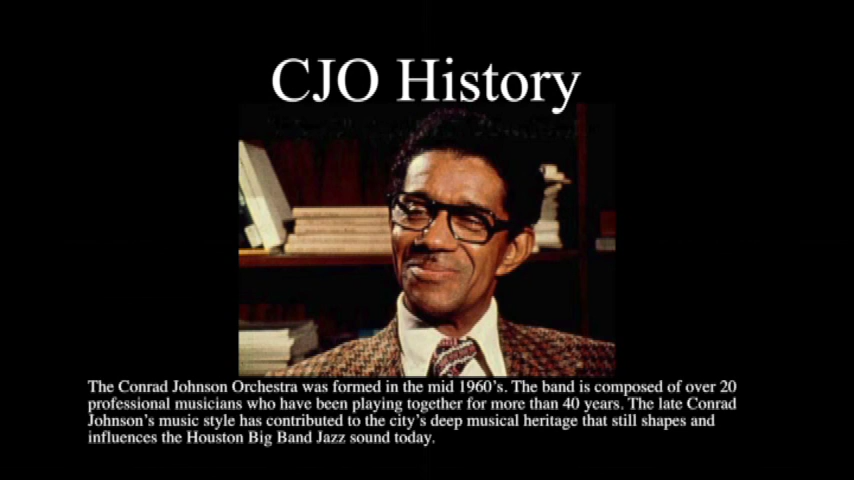 CJO History
The Conrad Johnson Orchestra was formed in the mid 1960's. The band is composed of over 20
professional musicians who have been playing together for more than 40 years. The late Conrad
Johnson's music style has contributed to the city's deep musical heritage that still shapes and
influences the Houston Big Band Jazz sound today.